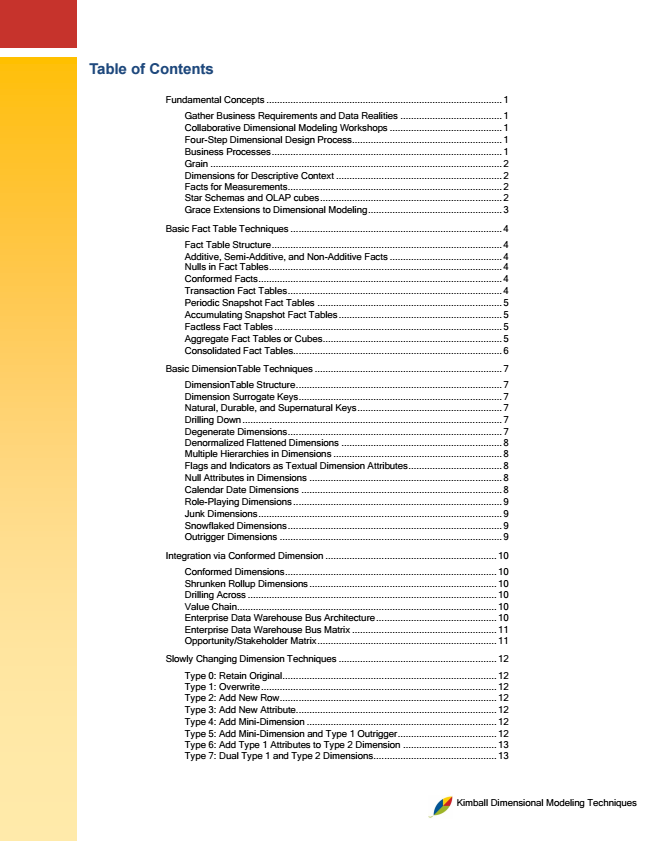 Table of Contents
Fundamental Concepts ........ 1
Gather Business Requirements and Data Realities ........ 1
Collaborative Dimensional Modeling Workshops ........ 1
Four-Step Dimensional Design Process ........ 1
Business Processes ........ 1
Grain ........ 2
Dimensions for Descriptive Context ........ 2
Facts for Measurements ........ 2
Star Schemas and OLAP cubes ........ 2
Grace Extensions to Dimensional Modeling ........ 3
Basic Fact Table Techniques ........ 4
Fact Table Structure ........ 4
Additive, Semi-Additive, and Non-Additive Facts ........ 4
Nulls in Fact Tables ........ 4
Conformed Facts ........ 4
Transaction Fact Tables ........ 4
Periodic Snapshot Fact Tables ........ 5
Accumulating Snapshot Fact Tables ........ 5
Factless Fact Tables ........ 5
Aggregate Fact Tables or Cubes ........ 5
Consolidated Fact Tables ........ 6
Basic DimensionTable Techniques ........ 7
DimensionTable Structure ........ 7
Dimension Surrogate Keys ........ 7
Natural, Durable, and Supernatural Keys ........ 7
Drilling Down ........ 7
Degenerate Dimensions ........ 7
Denormalized Flattened Dimensions ........ 8
Multiple Hierarchies in Dimensions ........ 8
Flags and Indicators as Textual Dimension Attributes ........ 8
Null Attributes in Dimensions ........ 8
Calendar Date Dimensions ........ 8
Role-Playing Dimensions ........ 9
Junk Dimensions ........ 9
Snowflaked Dimensions ........ 9
Outrigger Dimensions ........ 9
Integration via Conformed Dimension ........ 10
Conformed Dimensions ........ 10
Shrunken Rollup Dimensions ........ 10
Drilling Across ........ 10
Value Chain ........ 10
Enterprise Data Warehouse Bus Architecture ........ 10
Enterprise Data Warehouse Bus Matrix ........ 11
Opportunity/Stakeholder Matrix ........ 11
Slowly Changing Dimension Techniques ........ 12
Type 0: Retain Original ........ 12
Type 1: Overwrite ........ 12
Type 2: Add New Row ........ 12
Type 3: Add New Attribute ........ 12
Type 4: Add Mini-Dimension ........ 12
Type 5: Add Mini-Dimension and Type 1 Outrigger ........ 12
Type 6: Add Type 1 Attributes to Type 2 Dimension ........ 13
Type 7: Dual Type 1 and Type 2 Dimensions ........ 13
Kimball Dimensional Modeling Techniques